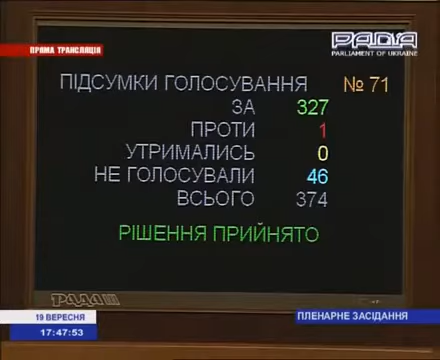 ПРЯМА ТРАНСЛЯЦІЯ
РАДА
PARLIAMENT OF UKRAINE
ПІДСУМКИ ГОЛОСУВАННЯ № 71
ЗА 327
ПРОТИ 1
УТРИМАЛИСЬ 0
НЕ ГОЛОСУВАЛИ 46
ВСЬОГО 374
РІШЕННЯ ПРИЙНЯТО
РАДА III
19 ВЕРЕСНЯ
17:47:53
ПЛЕНАРНЕ ЗАСІДАННЯ